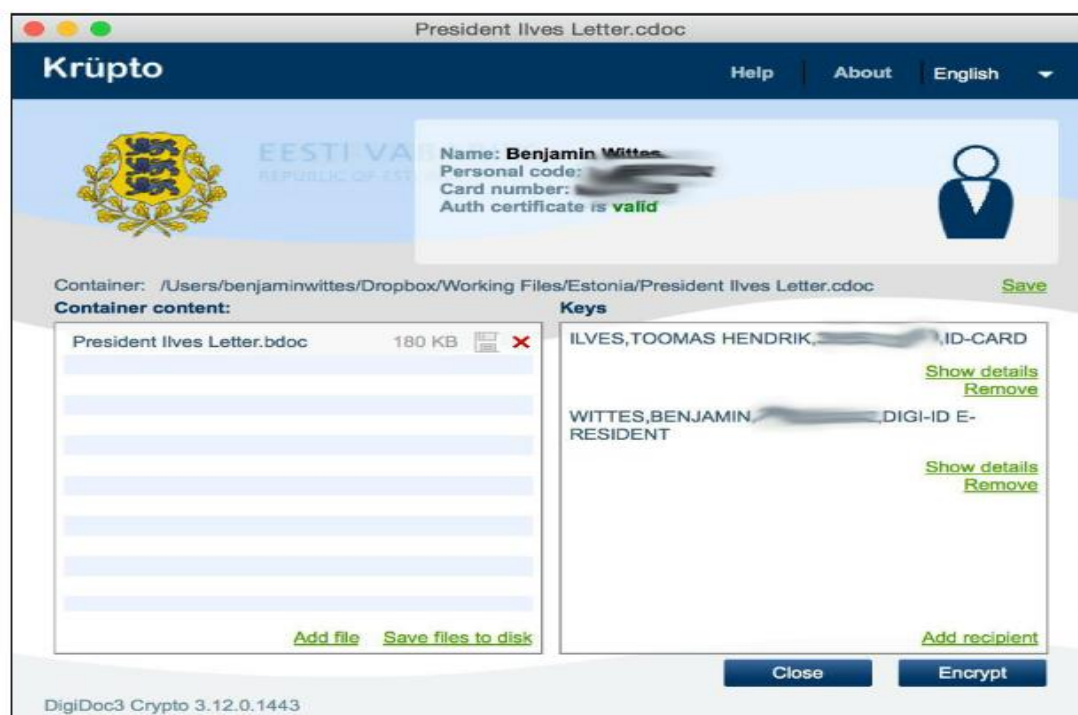 President Ilves Letter.cdoc
Krüpto
Help About English
EESTI VA
REPUBLIC OF EST
Name: Benjamin Wittes
Personal code:
Card number:
Auth certificate is valid
Container: /Users/benjaminwittes/Dropbox/Working Files/Estonia/President Ilves Letter.cdoc Save
Container content:
President Ilves Letter.bdoc 180 KB
Add file Save files to disk
Keys
ILVES,TOOMAS HENDRIK, ,ID-CARD
Show details
Remove
WITTES,BENJAMIN, ,DIGI-ID E-
RESIDENT
Show details
Remove
Add recipient
Close Encrypt
DigiDoc3 Crypto 3.12.0.1443